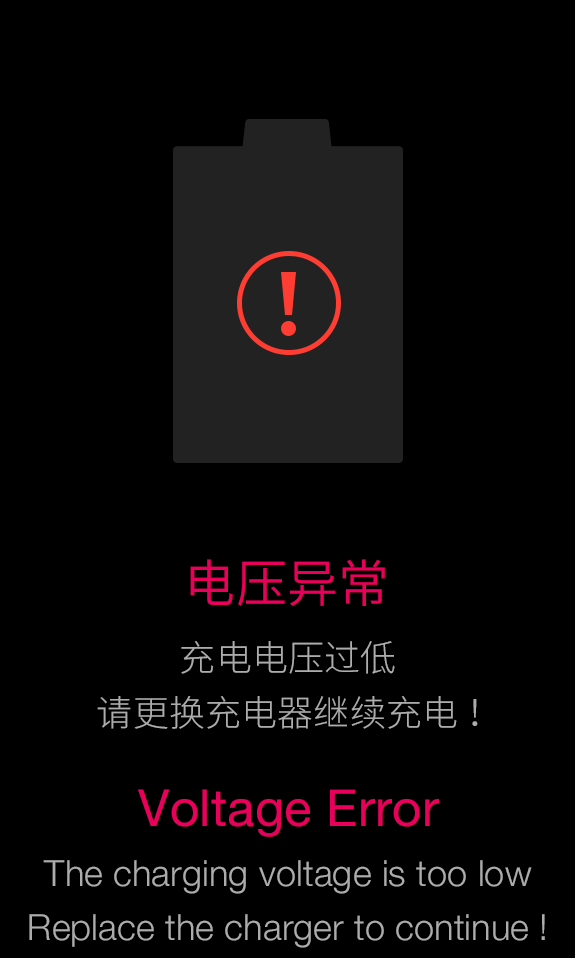 电压异常
充电电压过低
请更换充电器继续充电！
Voltage Error
The charging voltage is too low
Replace the charger to continue !